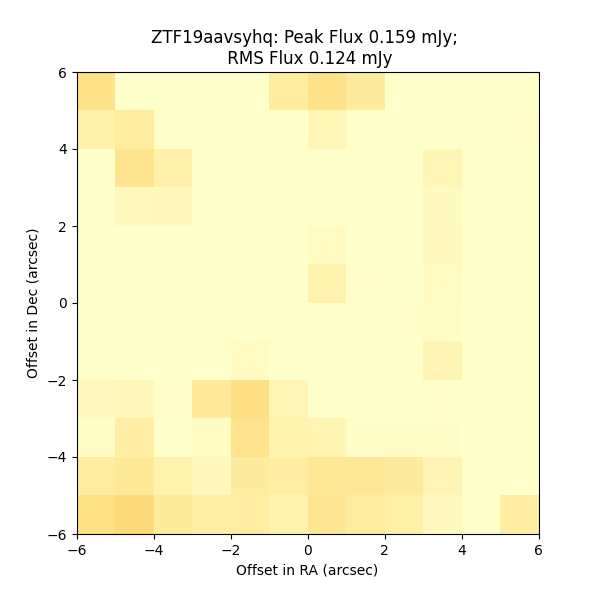 ZTF19aavsyhq: Peak Flux 0.159 mJy;
RMS Flux 0.124 mJy
6
4
2
0
−2
−4
−6
Offset in Dec (arcsec)
−6 −4 −2 0 2 4 6
Offset in RA (arcsec)